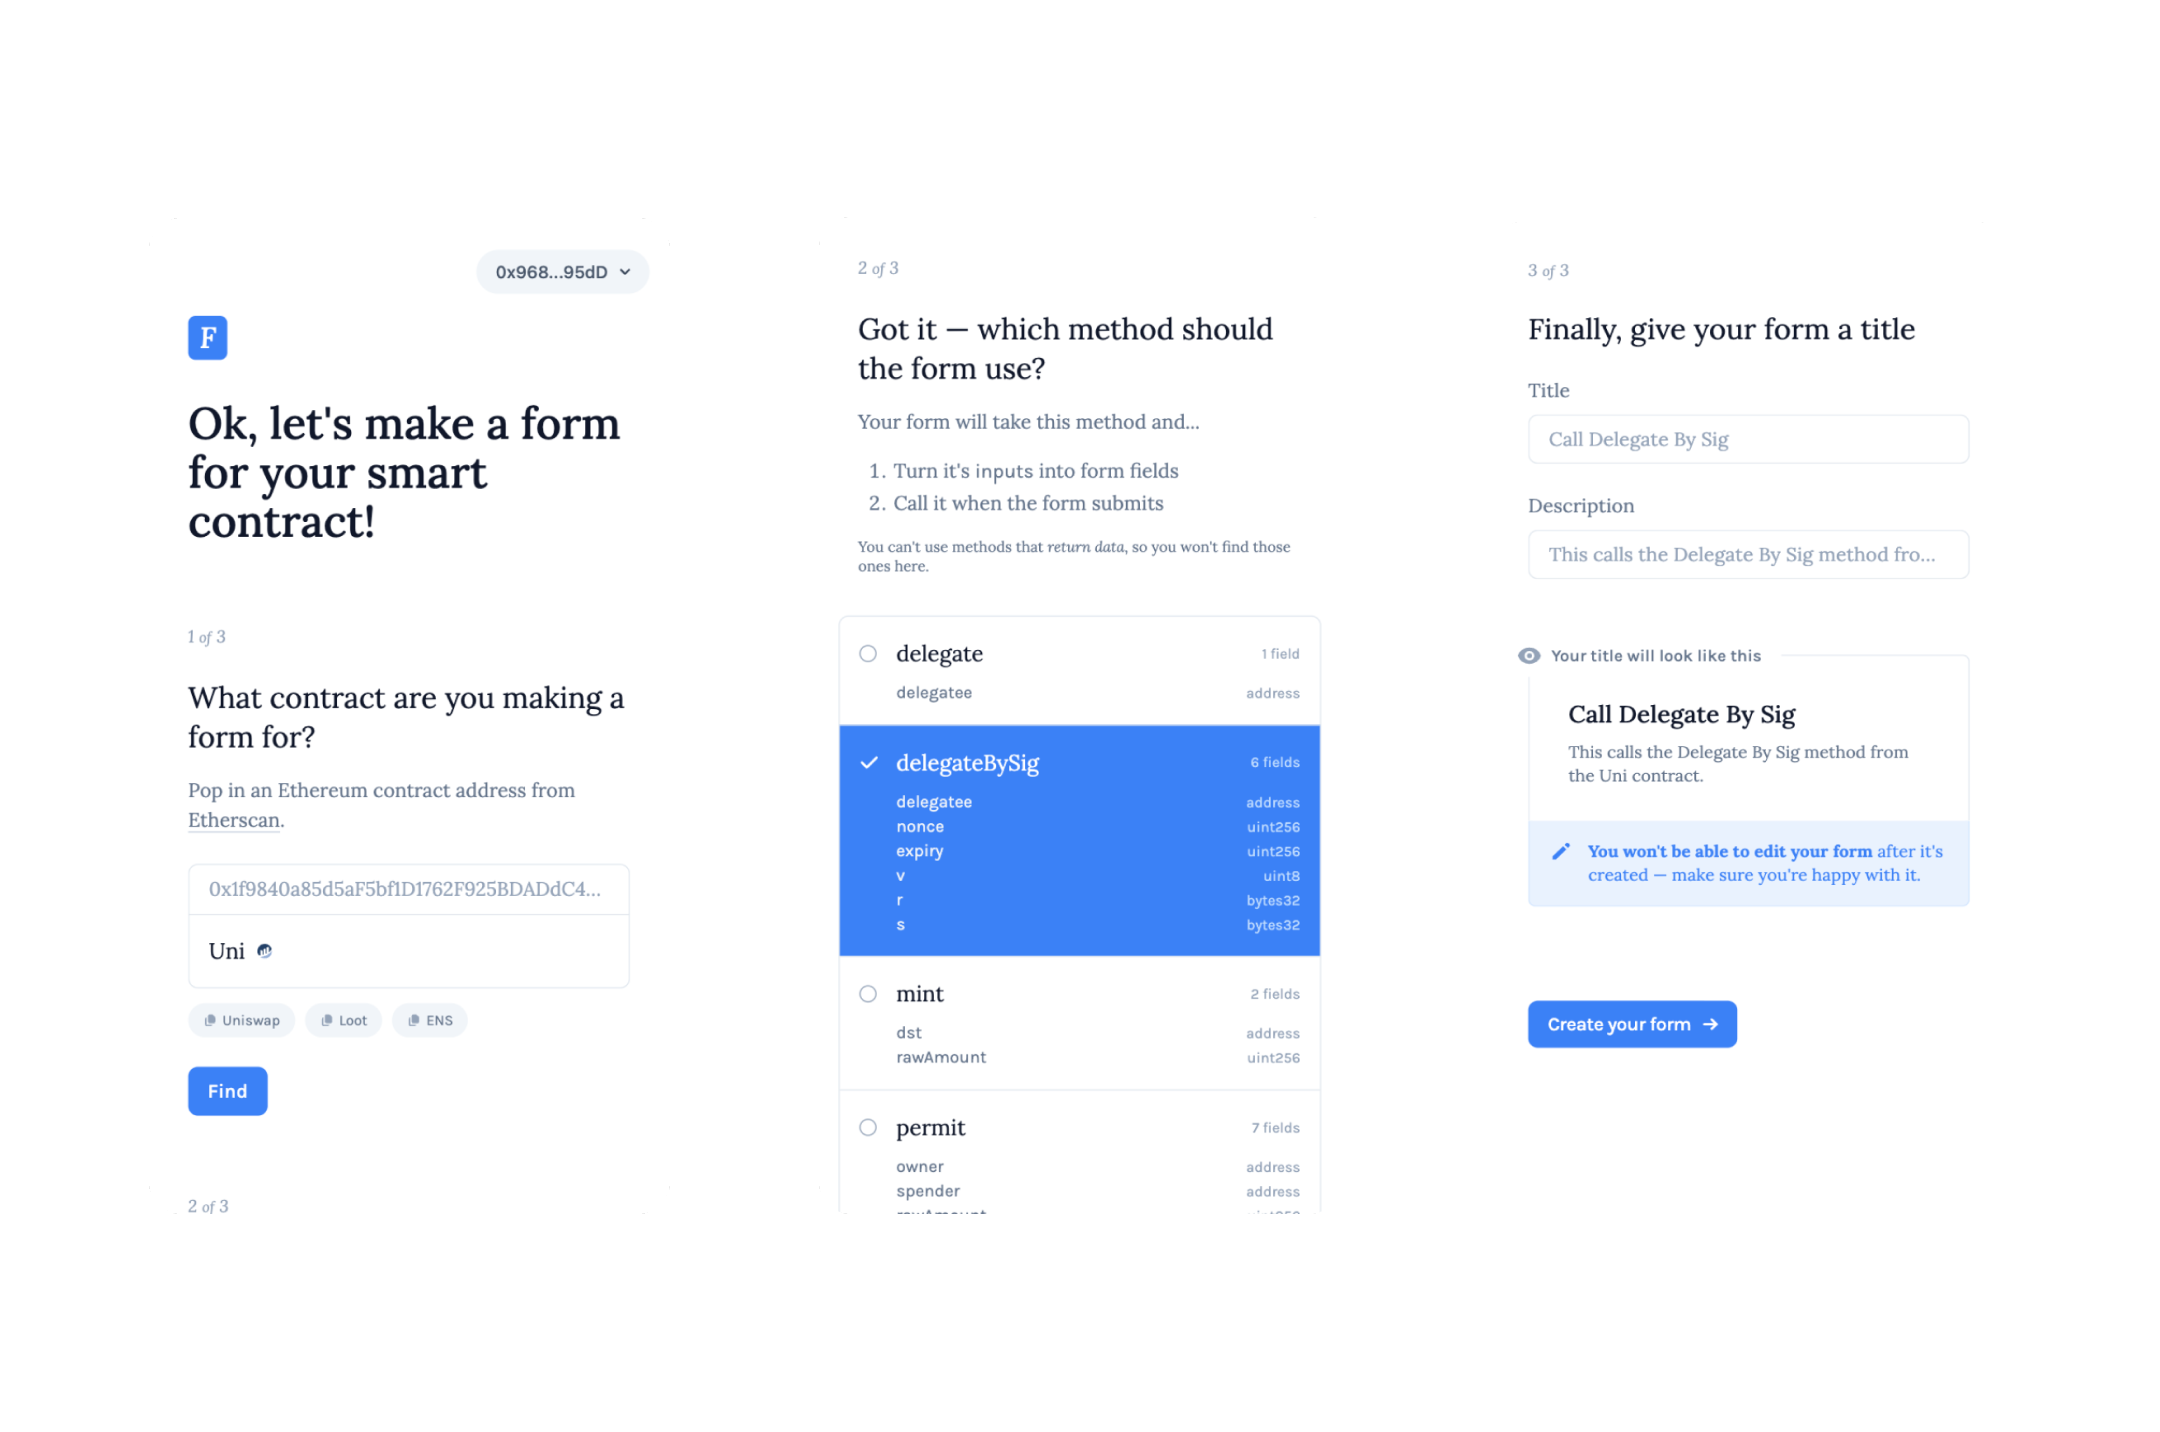 0x968...95dD
F
Ok, let's make a form
for your smart
contract!
1 of 3
What contract are you making a
form for?
Pop in an Ethereum contract address from
Etherscan.
0x1f9840a85d5aF5bf1D1762F925BDADdC4...
Uni
Uniswap
Loot
ENS
Find
2 of 3
2 of 3
Got it — which method should
the form use?
Your form will take this method and...
1. Turn it's inputs into form fields
2. Call it when the form submits
You can't use methods that return data, so you won't find those
ones here.
delegate 1 field
delegatee address
delegateBySig 6 fields
delegatee address
nonce uint256
expiry uint256
v uint8
r bytes32
s bytes32
mint 2 fields
dst address
rawAmount uint256
permit 7 fields
owner address
spender address
rawAmount uint256
3 of 3
Finally, give your form a title
Title
Call Delegate By Sig
Description
This calls the Delegate By Sig method fro...
Your title will look like this
Call Delegate By Sig
This calls the Delegate By Sig method from
the Uni contract.
You won't be able to edit your form after it's
created — make sure you're happy with it.
Create your form →